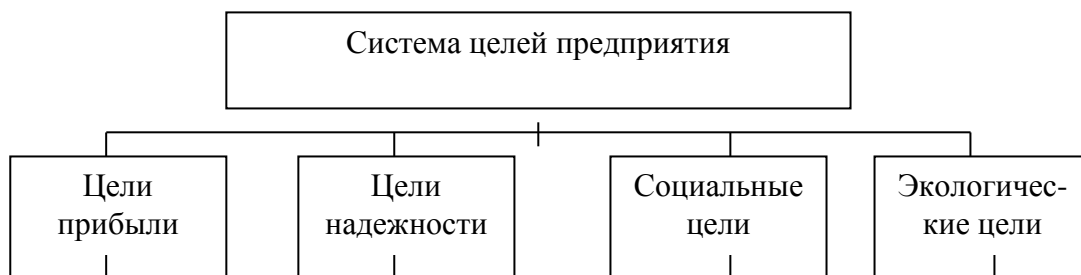 Система целей предприятия
Цели
прибыли
Цели
надежности
Социальные
цели
Экологичес-
кие цели